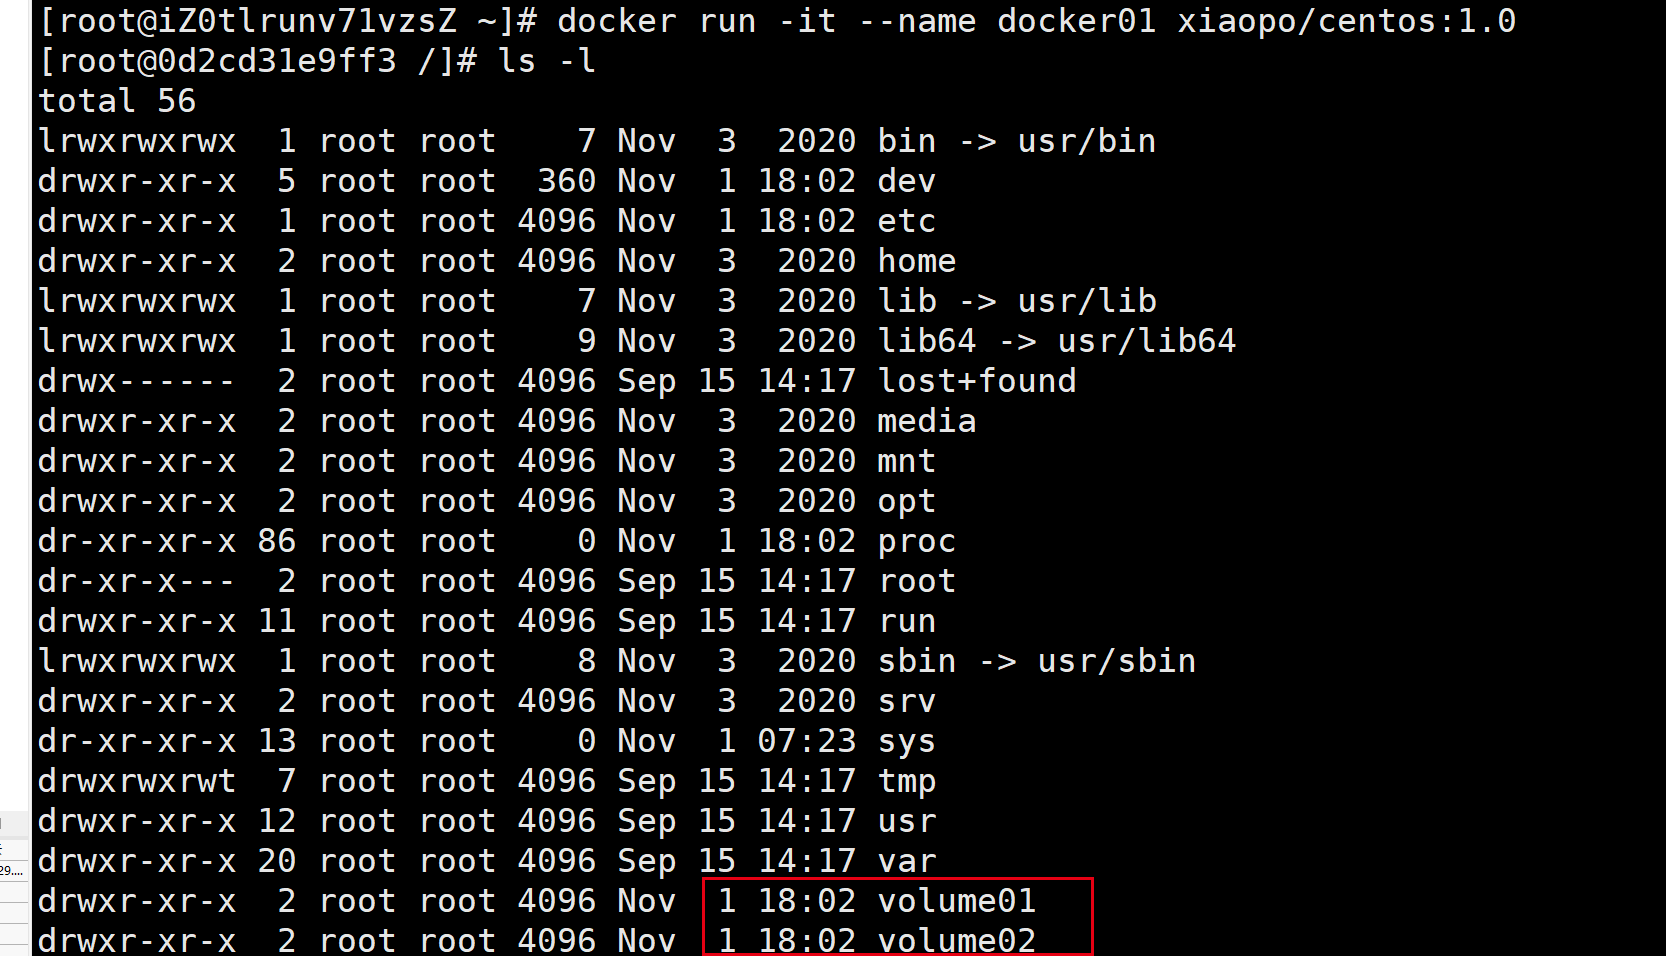 [root@iZ0tlrunv71vzsZ ~]# docker run -it --name docker01 xiaopo/centos:1.0
[root@0d2cd31e9ff3 /]# ls -l
total 56
lrwxrwxrwx  1 root root    7 Nov  3  2020 bin -> usr/bin
drwxr-xr-x  5 root root  360 Nov  1 18:02 dev
drwxr-xr-x  1 root root 4096 Nov  1 18:02 etc
drwxr-xr-x  2 root root 4096 Nov  3  2020 home
lrwxrwxrwx  1 root root    7 Nov  3  2020 lib -> usr/lib
lrwxrwxrwx  1 root root    9 Nov  3  2020 lib64 -> usr/lib64
drwx------  2 root root 4096 Sep 15 14:17 lost+found
drwxr-xr-x  2 root root 4096 Nov  3  2020 media
drwxr-xr-x  2 root root 4096 Nov  3  2020 mnt
drwxr-xr-x  2 root root 4096 Nov  3  2020 opt
dr-xr-xr-x 86 root root    0 Nov  1 18:02 proc
dr-xr-x---  2 root root 4096 Sep 15 14:17 root
drwxr-xr-x 11 root root 4096 Sep 15 14:17 run
lrwxrwxrwx  1 root root    8 Nov  3  2020 sbin -> usr/sbin
drwxr-xr-x  2 root root 4096 Nov  3  2020 srv
dr-xr-xr-x 13 root root    0 Nov  1 07:23 sys
drwxrwxrwt  7 root root 4096 Sep 15 14:17 tmp
drwxr-xr-x 12 root root 4096 Sep 15 14:17 usr
drwxr-xr-x 20 root root 4096 Sep 15 14:17 var
drwxr-xr-x  2 root root 4096 Nov  1 18:02 volume01
drwxr-xr-x  2 root root 4096 Nov  1 18:02 volume02
29....